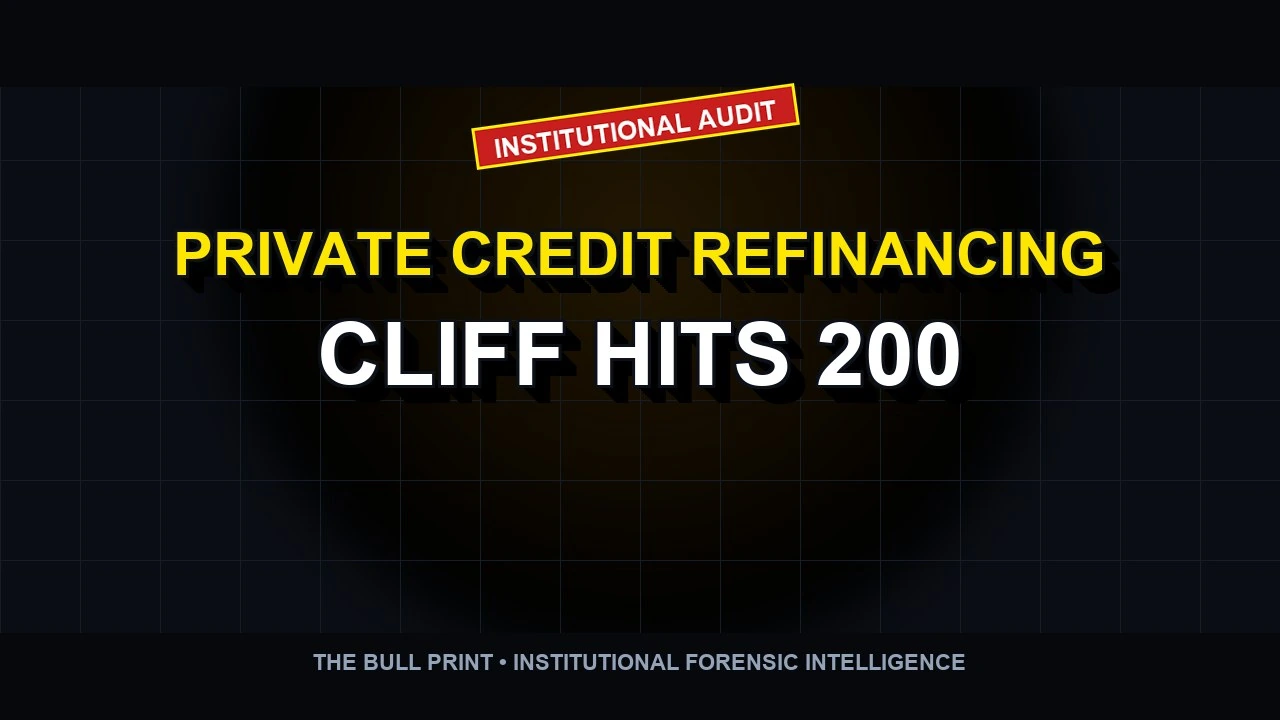 INSTITUTIONAL AUDIT
PRIVATE CREDIT REFINANCING
CLIFF HITS 200
THE BULL PRINT • INSTITUTIONAL FORENSIC INTELLIGENCE